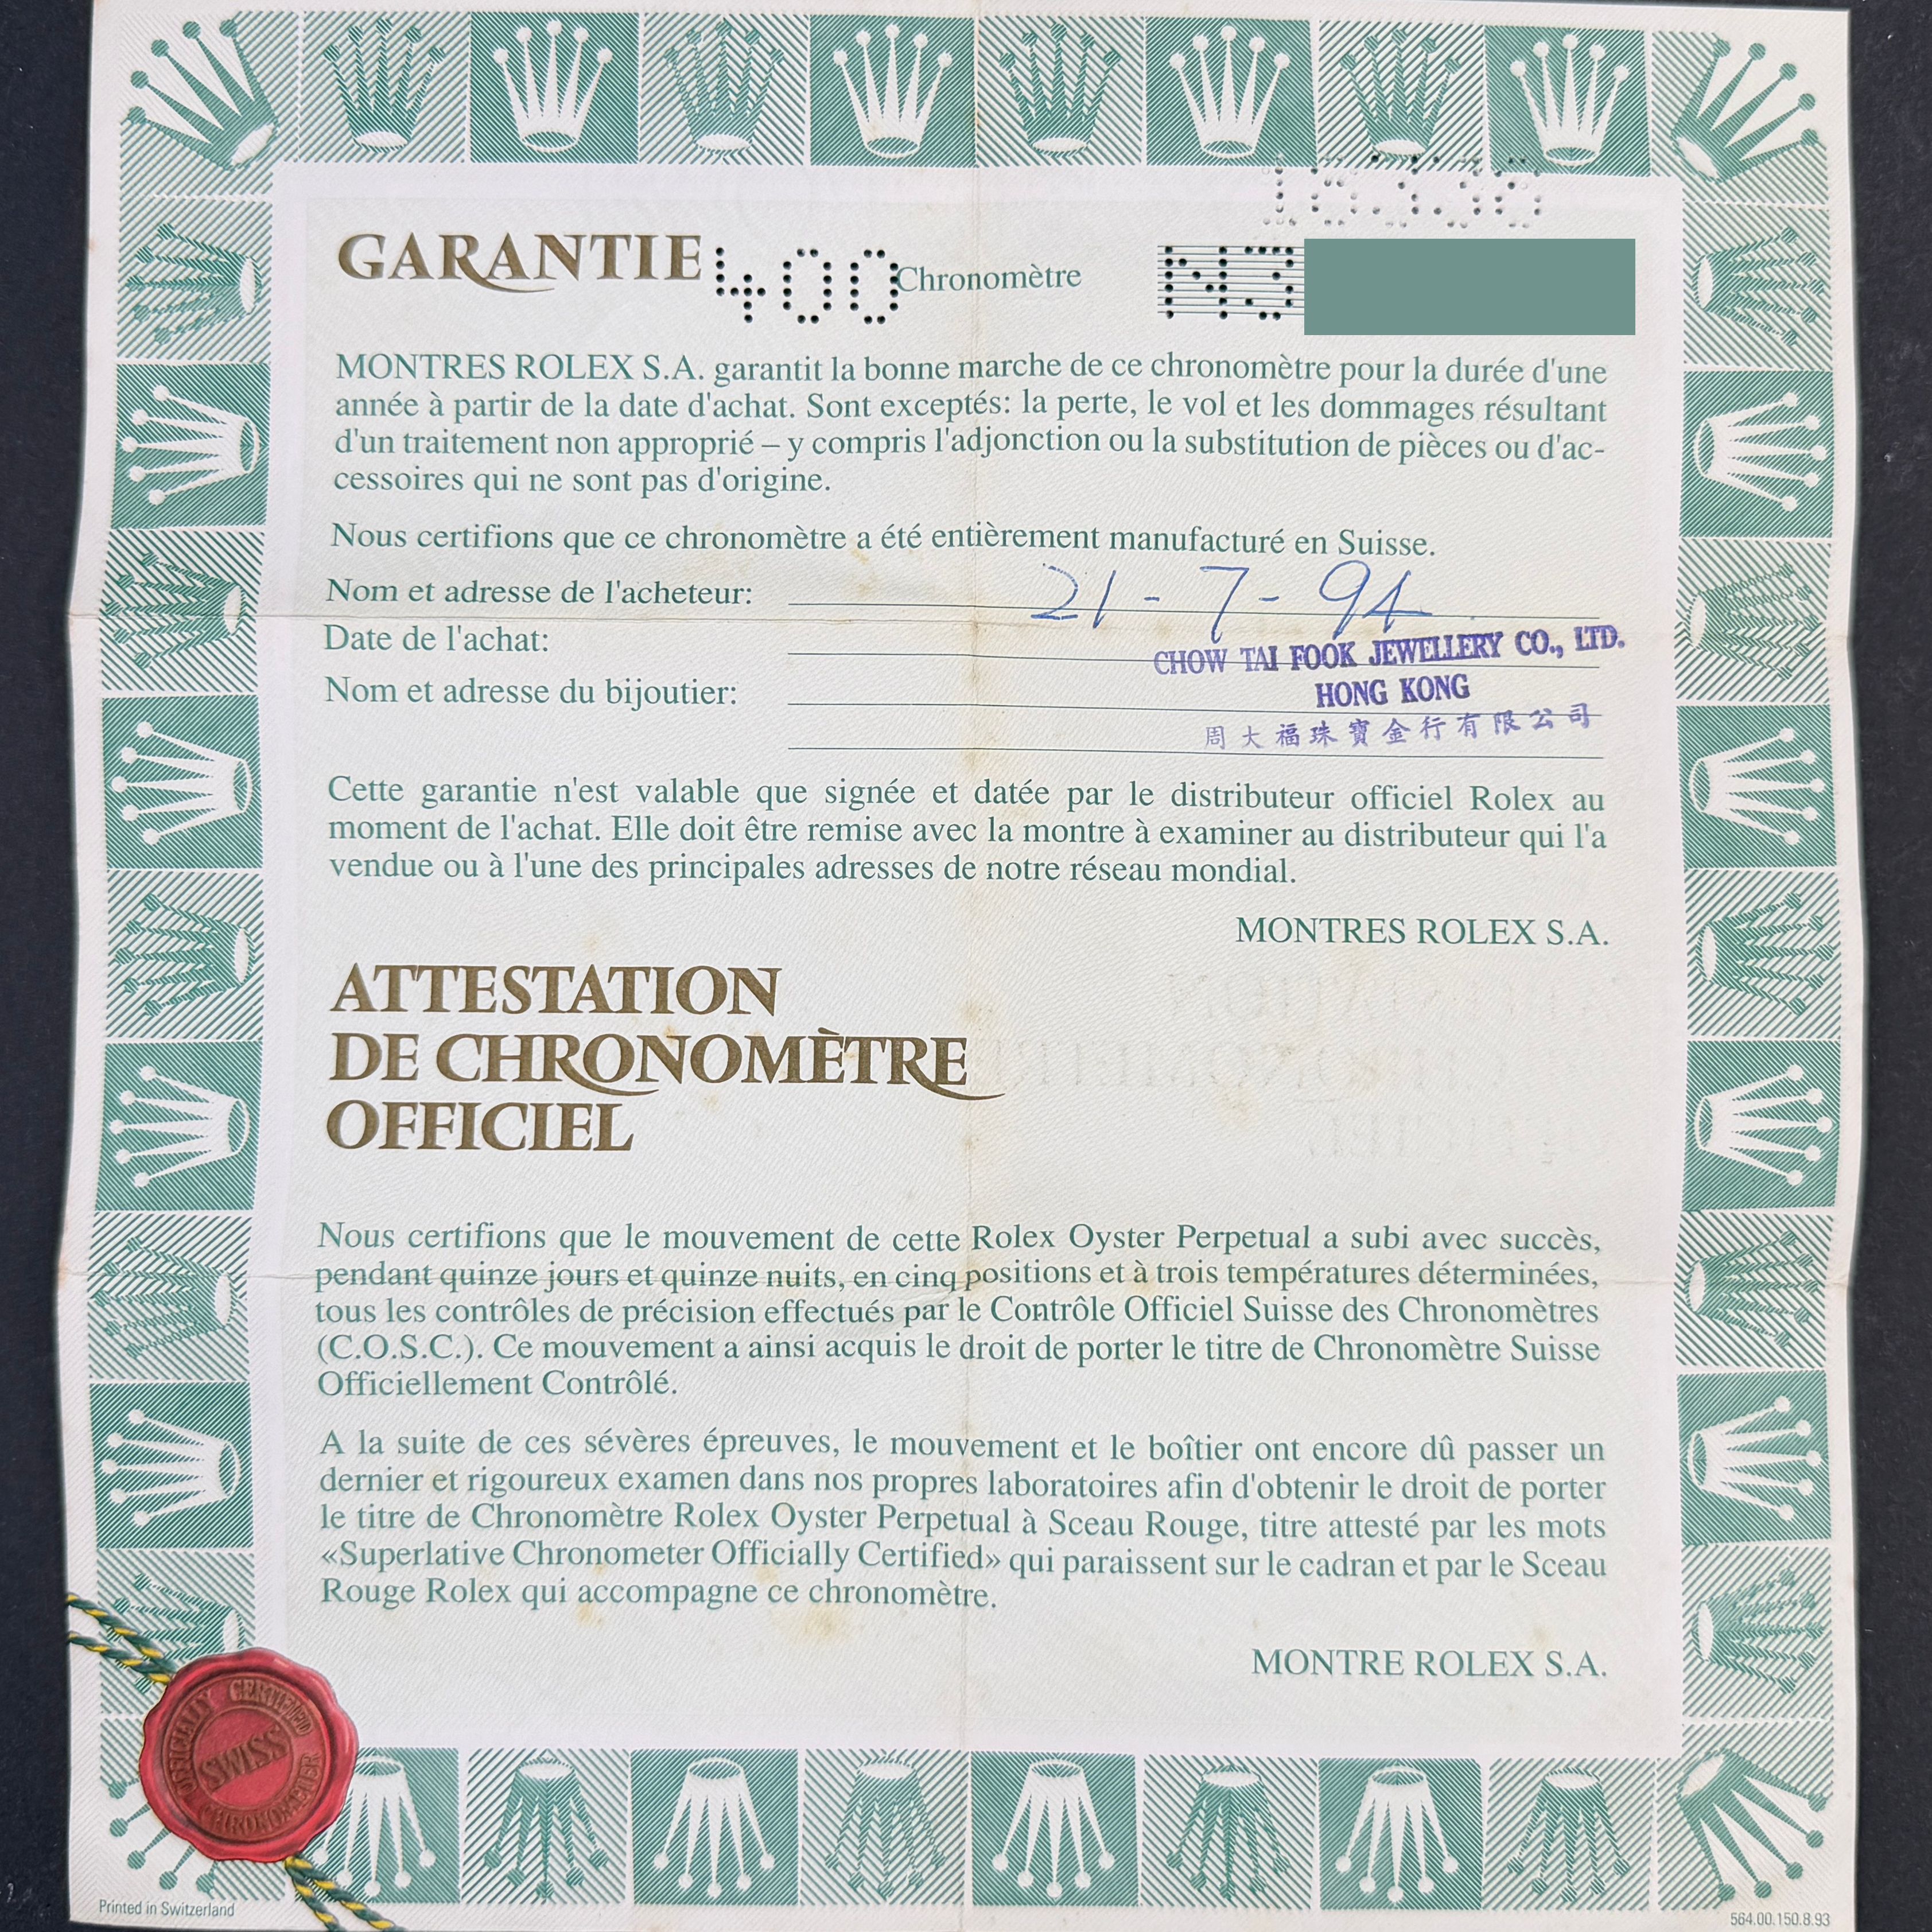 GARANTIE 400 Chronomètre N3
MONTRES ROLEX S.A. garantit la bonne marche de ce chronomètre pour la durée d'une
année à partir de la date d'achat. Sont exceptés: la perte, le vol et les dommages résultant
d'un traitement non approprié – y compris l'adjonction ou la substitution de pièces ou d'ac-
cessoires qui ne sont pas d'origine.
Nous certifions que ce chronomètre a été entièrement manufacturé en Suisse.
Nom et adresse de l'acheteur: 21-7-94
Date de l'achat:
CHOW TAI FOOK JEWELLERY CO., LTD.
Nom et adresse du bijoutier: HONG KONG
周大福珠寶金行有限公司
Cette garantie n'est valable que signée et datée par le distributeur officiel Rolex au
moment de l'achat. Elle doit être remise avec la montre à examiner au distributeur qui l'a
vendue ou à l'une des principales adresses de notre réseau mondial.
MONTRES ROLEX S.A.
ATTESTATION
DE CHRONOMÈTRE
OFFICIEL
Nous certifions que le mouvement de cette Rolex Oyster Perpetual a subi avec succès,
pendant quinze jours et quinze nuits, en cinq positions et à trois températures déterminées,
tous les contrôles de précision effectués par le Contrôle Officiel Suisse des Chronomètres
(C.O.S.C.). Ce mouvement a ainsi acquis le droit de porter le titre de Chronomètre Suisse
Officiellement Contrôlé.
A la suite de ces sévères épreuves, le mouvement et le boîtier ont encore dû passer un
dernier et rigoureux examen dans nos propres laboratoires afin d'obtenir le droit de porter
le titre de Chronomètre Rolex Oyster Perpetual à Sceau Rouge, titre attesté par les mots
«Superlative Chronometer Officially Certified» qui paraissent sur le cadran et par le Sceau
Rouge Rolex qui accompagne ce chronomètre.
MONTRE ROLEX S.A.
OFFICIALLY CERTIFIED
SWISS
CHRONOMETER
Printed in Switzerland
564.00.150.8.93